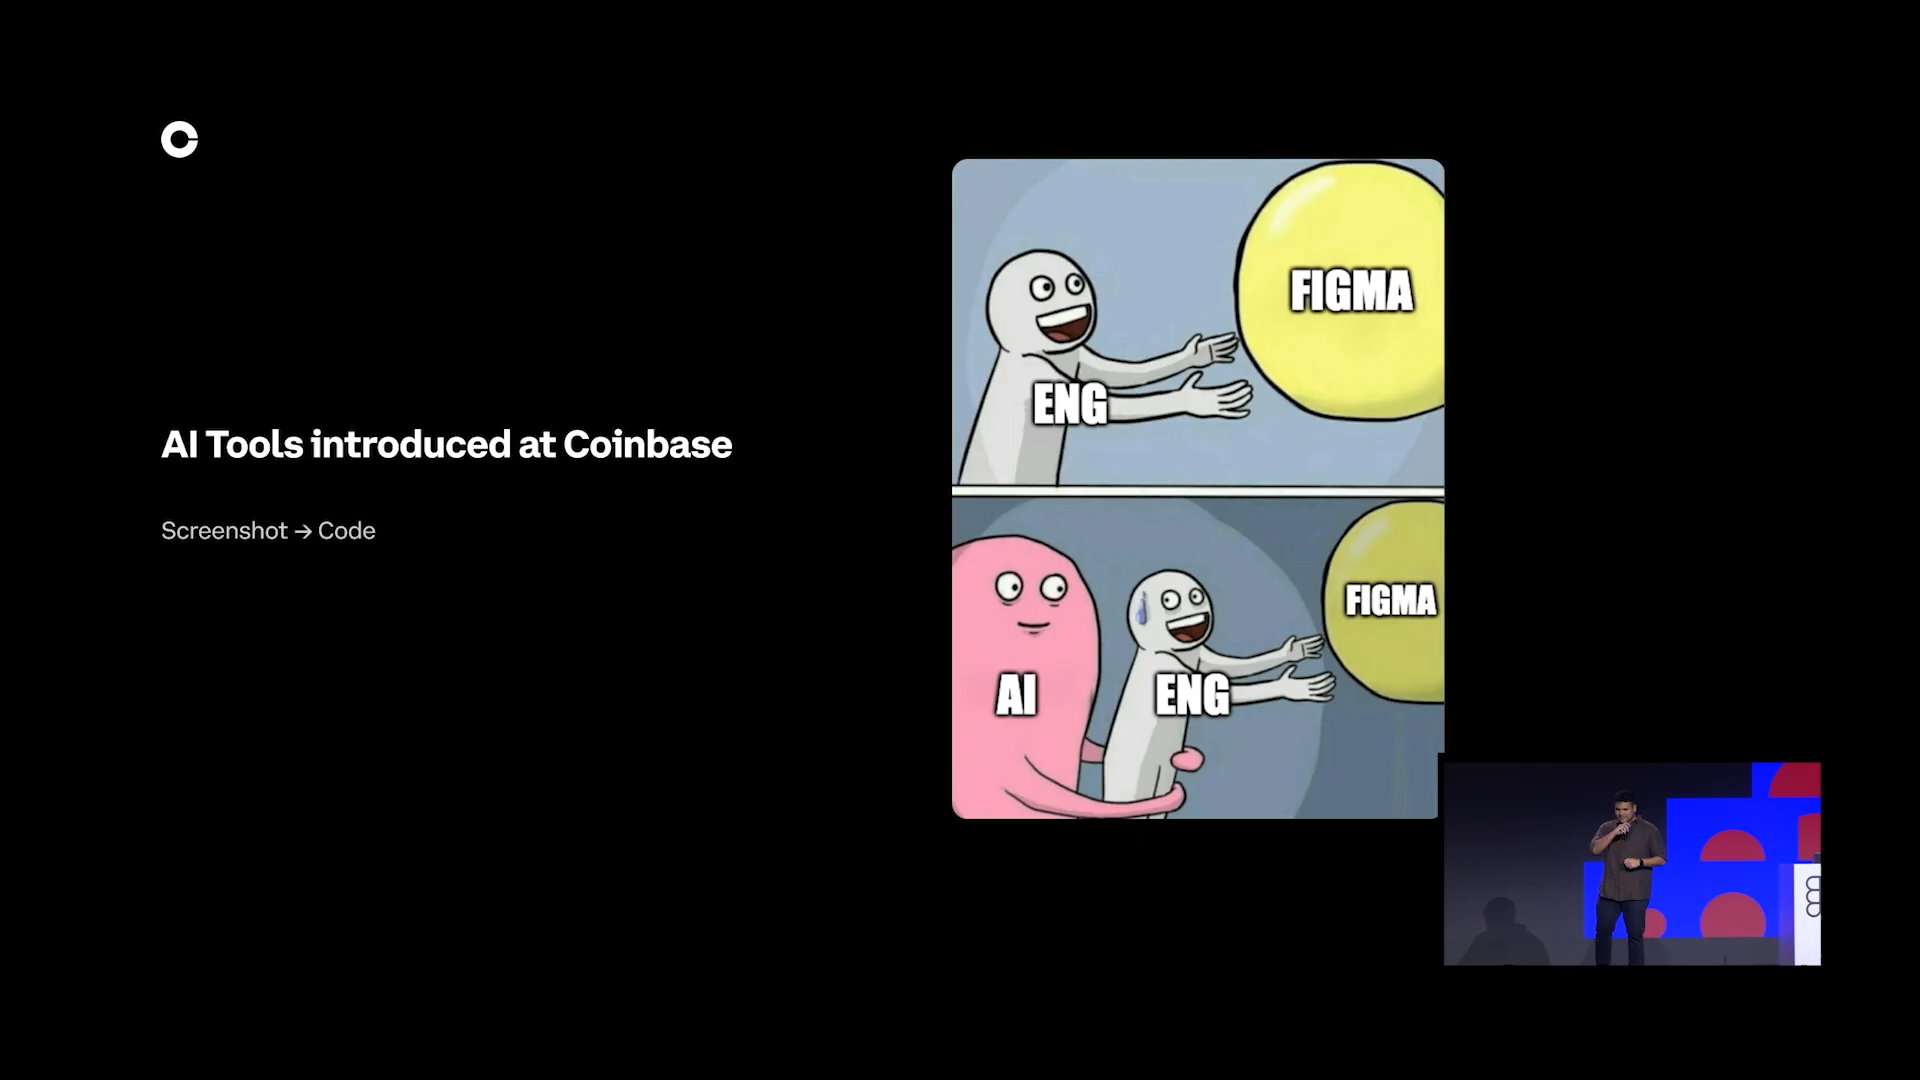 AI Tools introduced at Coinbase
Screenshot → Code
FIGMA
ENG
FIGMA
AI
ENG